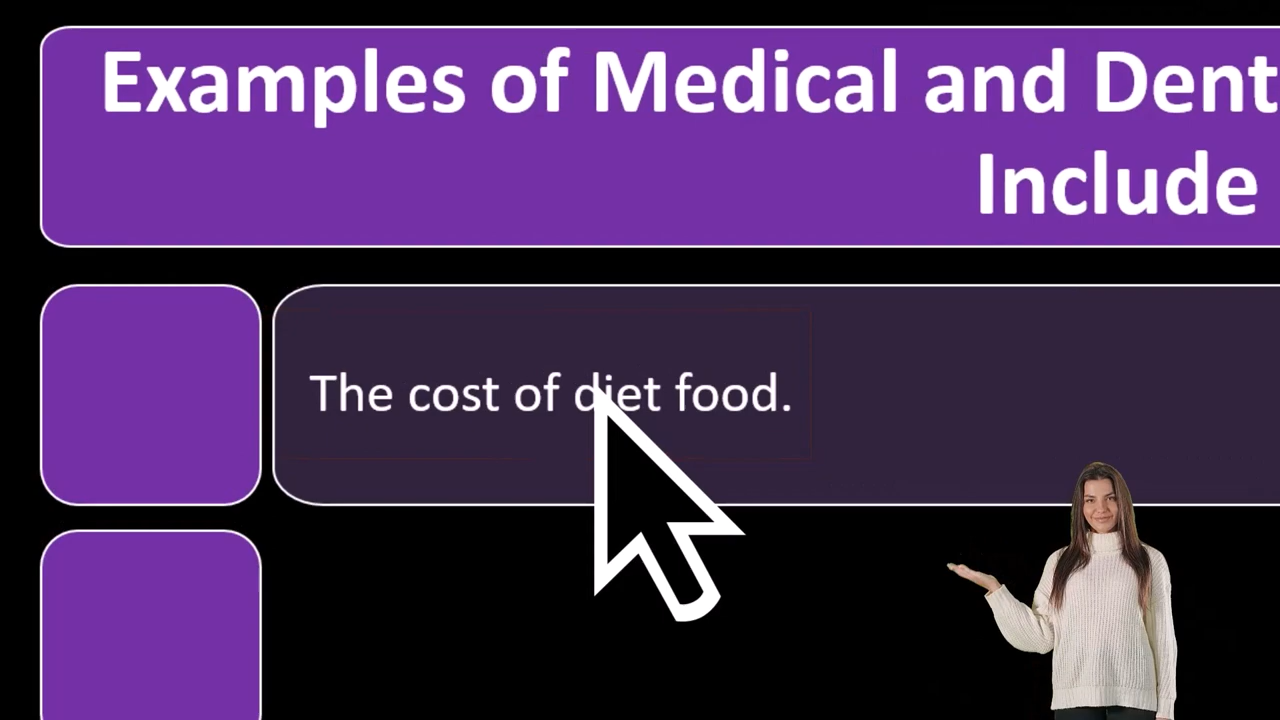 Examples of Medical and Dent
Include
The cost of diet food.